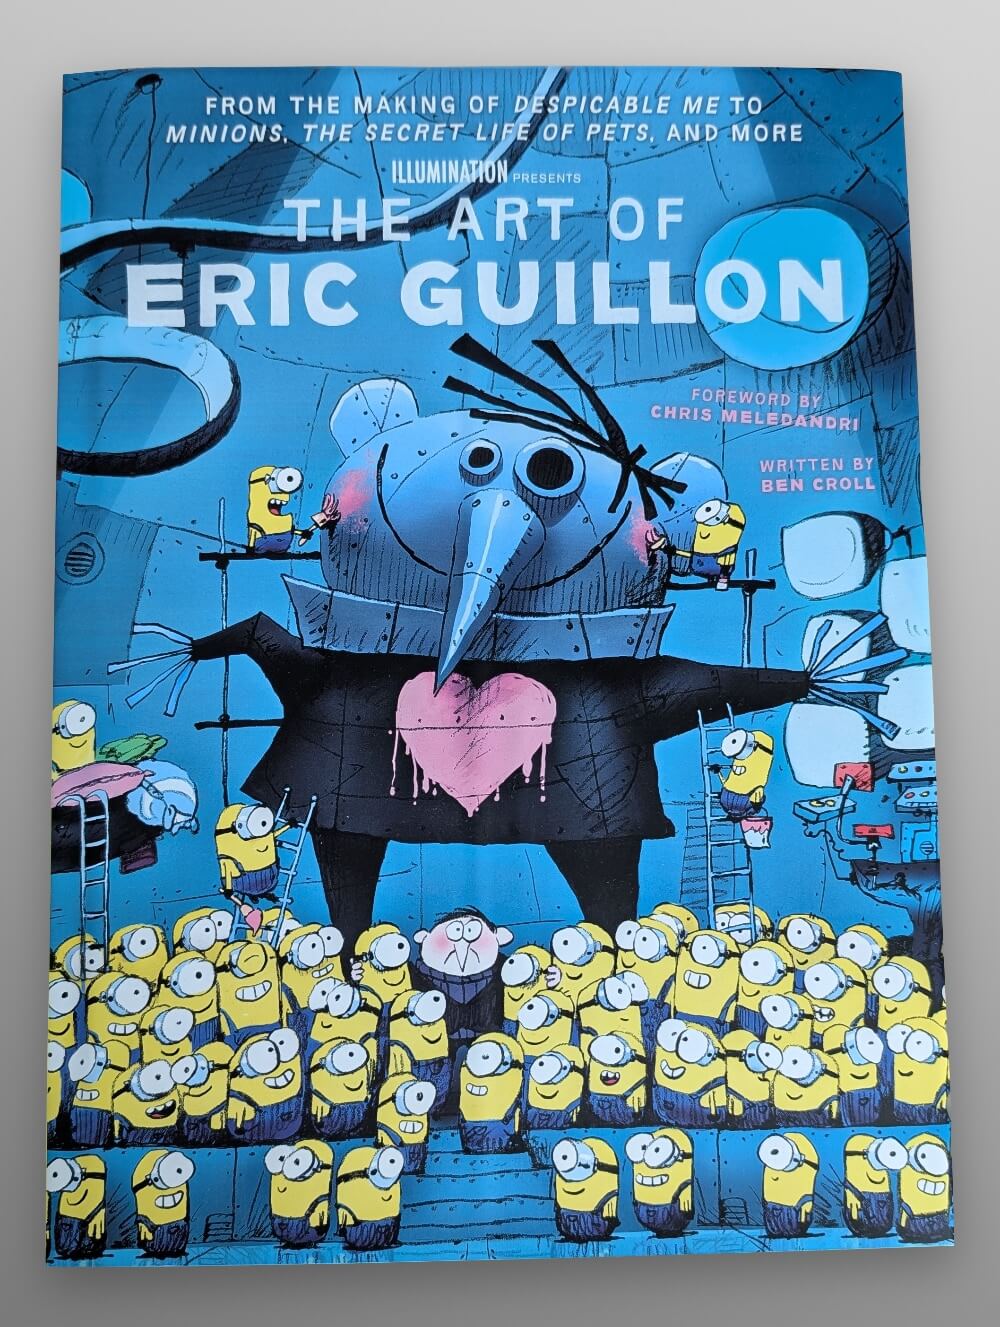 FROM THE MAKING OF DESPICABLE ME TO
MINIONS, THE SECRET LIFE OF PETS, AND MORE
ILLUMINATION PRESENTS
THE ART OF
ERIC GUILLON
FOREWORD BY
CHRIS MELEDANDRI
WRITTEN BY
BEN CROLL